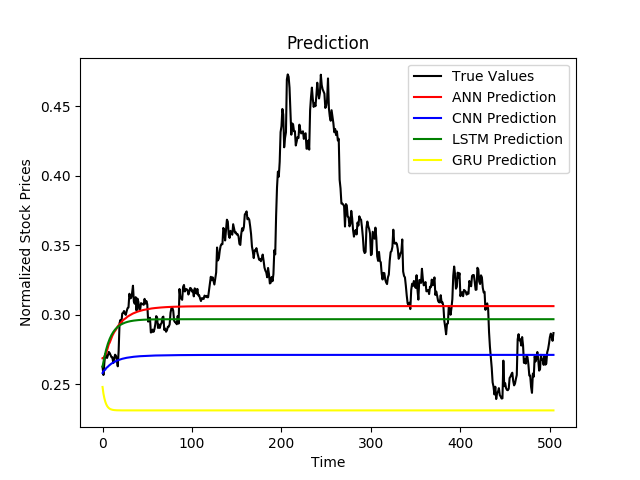 Prediction
True Values
ANN Prediction
CNN Prediction
LSTM Prediction
GRU Prediction
Normalized Stock Prices
0.45
0.40
0.35
0.30
0.25
0 100 200 300 400 500
Time